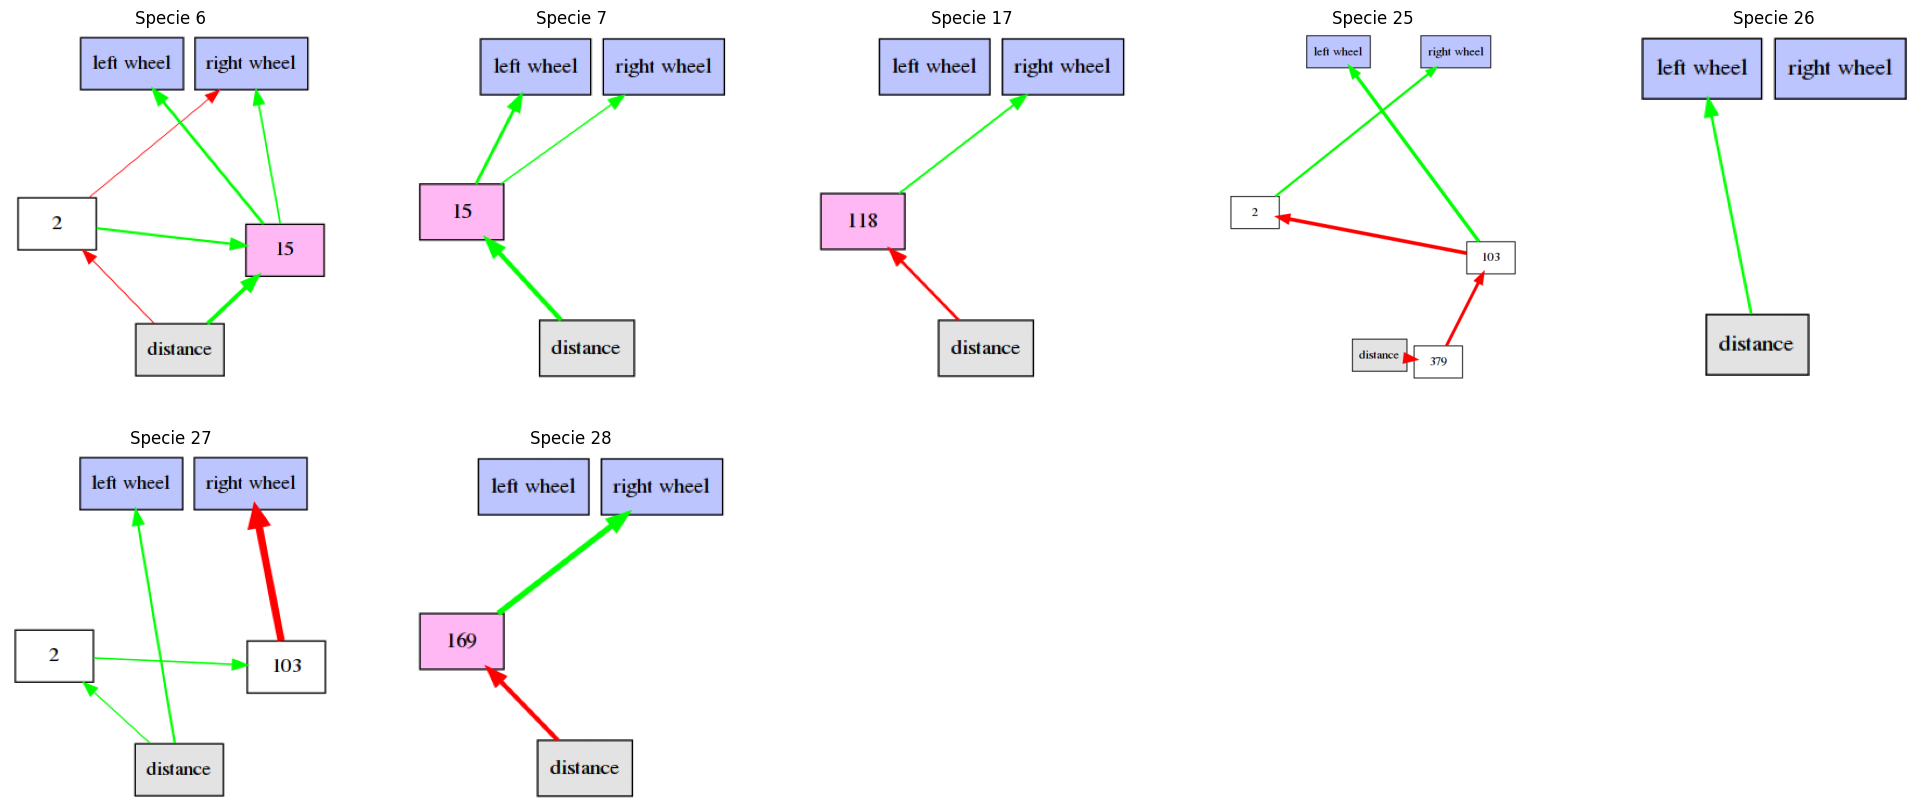 Specie 6
left wheel
right wheel
2
15
distance
Specie 7
left wheel
right wheel
15
distance
Specie 17
left wheel
right wheel
118
distance
Specie 25
left wheel
right wheel
2
103
distance
379
Specie 26
left wheel
right wheel
distance
Specie 27
left wheel
right wheel
2
103
distance
Specie 28
left wheel
right wheel
169
distance